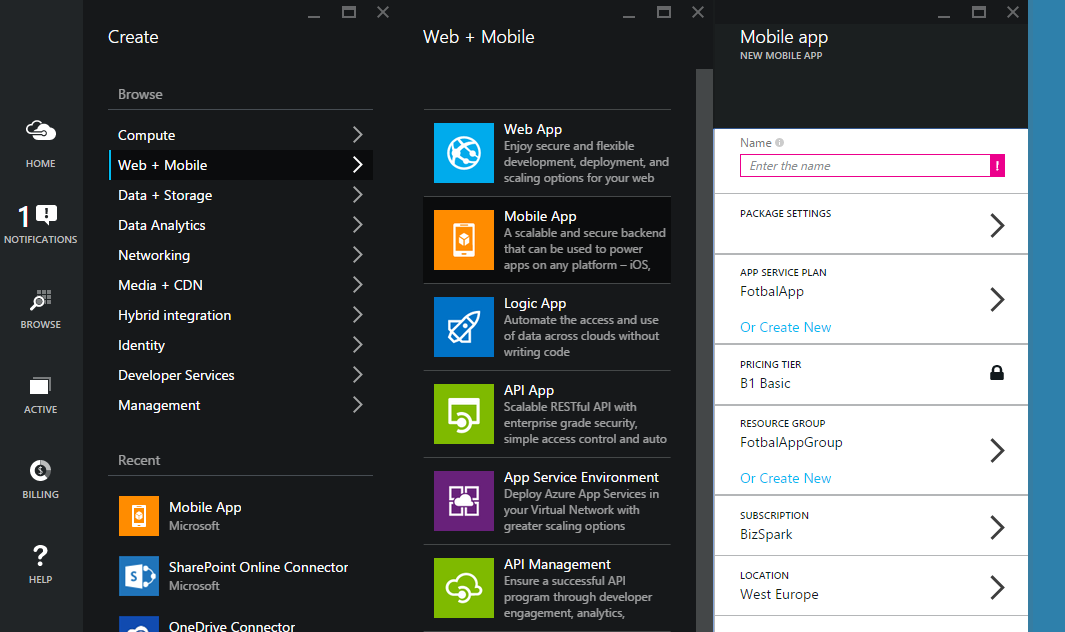 HOME
1
NOTIFICATIONS
BROWSE
ACTIVE
BILLING
HELP
Create
Browse
Compute
Web + Mobile
Data + Storage
Data Analytics
Networking
Media + CDN
Hybrid integration
Identity
Developer Services
Management
Recent
Mobile App
Microsoft
SharePoint Online Connector
Microsoft
OneDrive Connector
Web + Mobile
Web App
Enjoy secure and flexible
development, deployment, and
scaling options for your web
Mobile App
A scalable and secure backend
that can be used to power
apps on any platform – iOS,
Logic App
Automate the access and use
of data across clouds without
writing code
API App
Scalable RESTful API with
enterprise grade security,
simple access control and auto
App Service Environment
Deploy Azure App Services in
your Virtual Network with
greater scaling options
API Management
Ensure a successful API
program through developer
engagement, analytics,
Mobile app
NEW MOBILE APP
Name
Enter the name
!
PACKAGE SETTINGS
APP SERVICE PLAN
FotbalApp
Or Create New
PRICING TIER
B1 Basic
RESOURCE GROUP
FotbalAppGroup
Or Create New
SUBSCRIPTION
BizSpark
LOCATION
West Europe